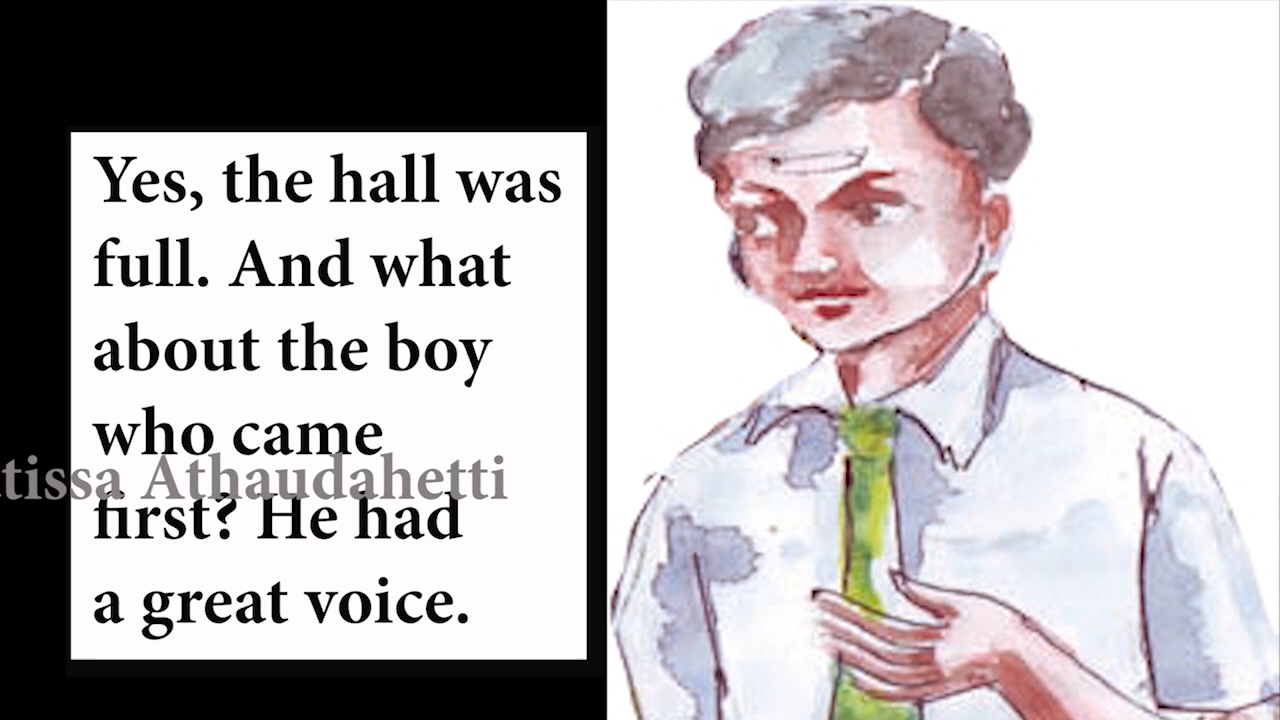 Yes, the hall was
full. And what
about the boy
who came
tissa Athaudahetti
first? He had
a great voice.